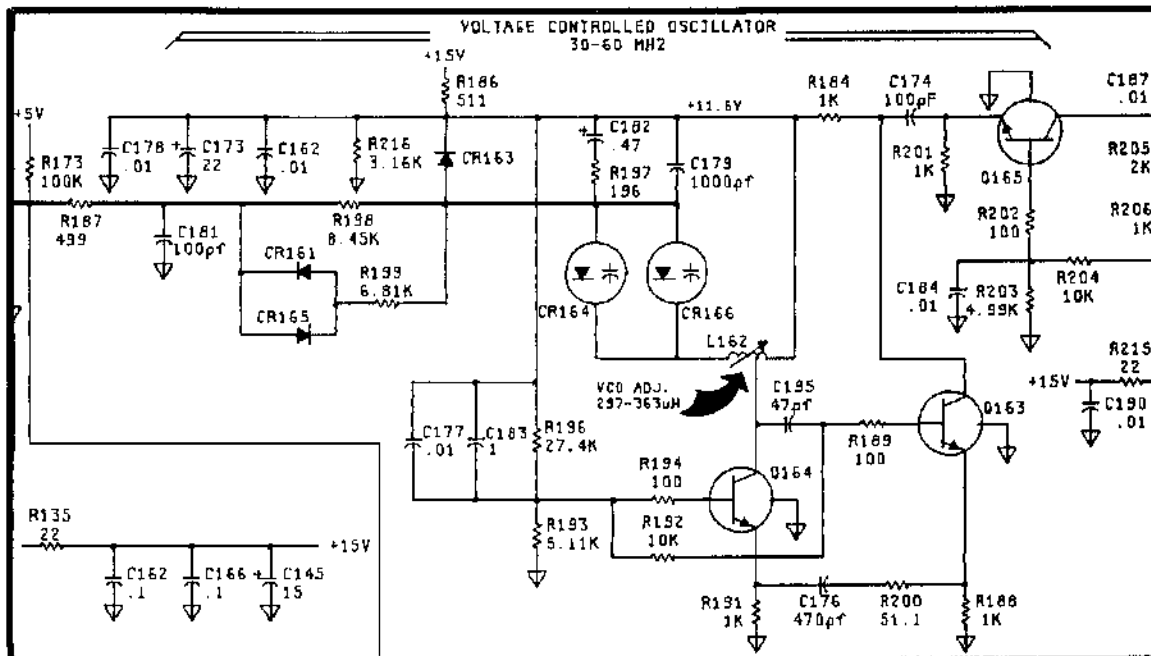 VOLTAGE CONTROLLED OSCILLATOR
30-60 MHZ
+15V
R186
511
+5V
R173
100K
C178
.01
C173
22
C162
.01
R216
3.16K
CR163
C182
.47
R197
196
C179
1000pf
+11.6V
R184
1K
C174
100pF
R201
1K
Q165
C187
.01
R205
2K
R206
1K
R187
499
C181
100pf
R198
8.45K
CR161
CR165
R199
6.81K
CR164
CR166
R202
100
C184
.01
R203
4.99K
R204
10K
L162
VCO ADJ.
297-363uH
C195
47pf
R189
100
Q163
+15V
R215
22
C190
.01
C177
.01
C183
1
R196
27.4K
R194
100
Q164
R193
5.11K
R192
10K
R135
22
+15V
C162
.1
C166
.1
C145
15
R191
1K
C176
470pf
R200
51.1
R188
1K